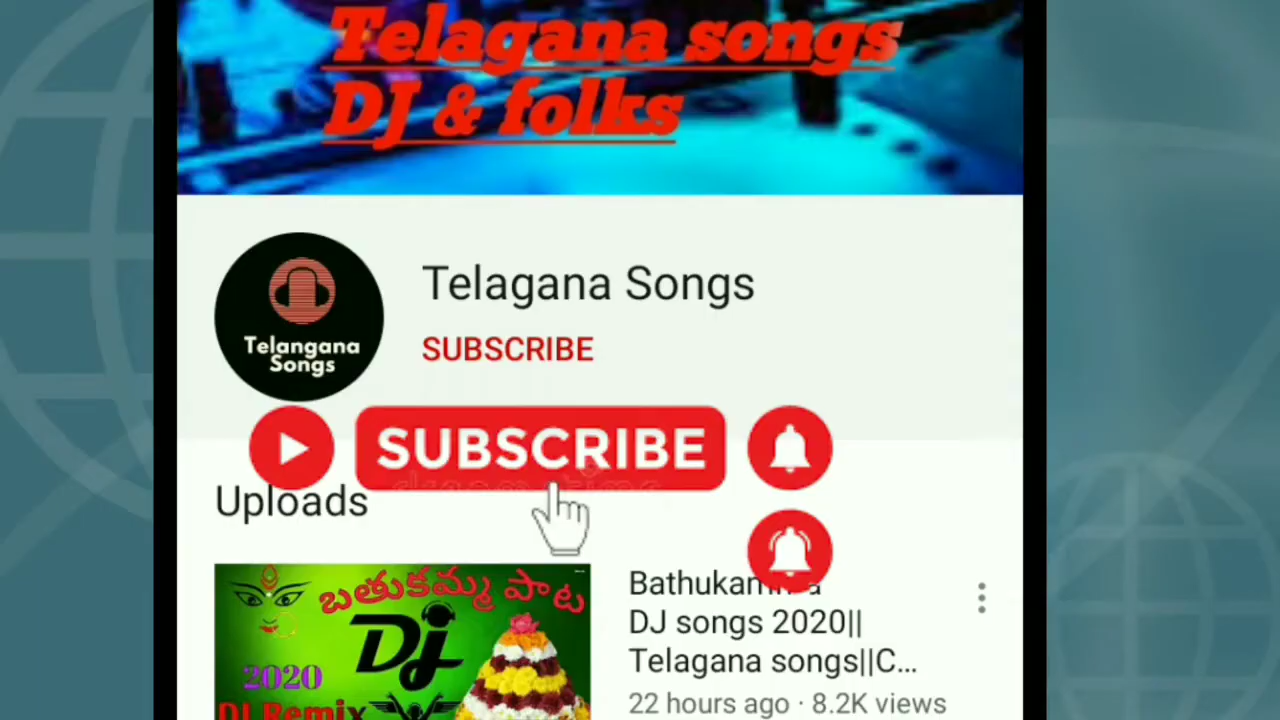 Telagana songs
DJ & folks
Telagana Songs
SUBSCRIBE
Telangana
Songs
SUBSCRIBE
Uploads
బతుకమ్మ పాట
DJ
2020
DJ Remix
DJ songs 2020||
Telagana songs||C...
22 hours ago · 8.2K views